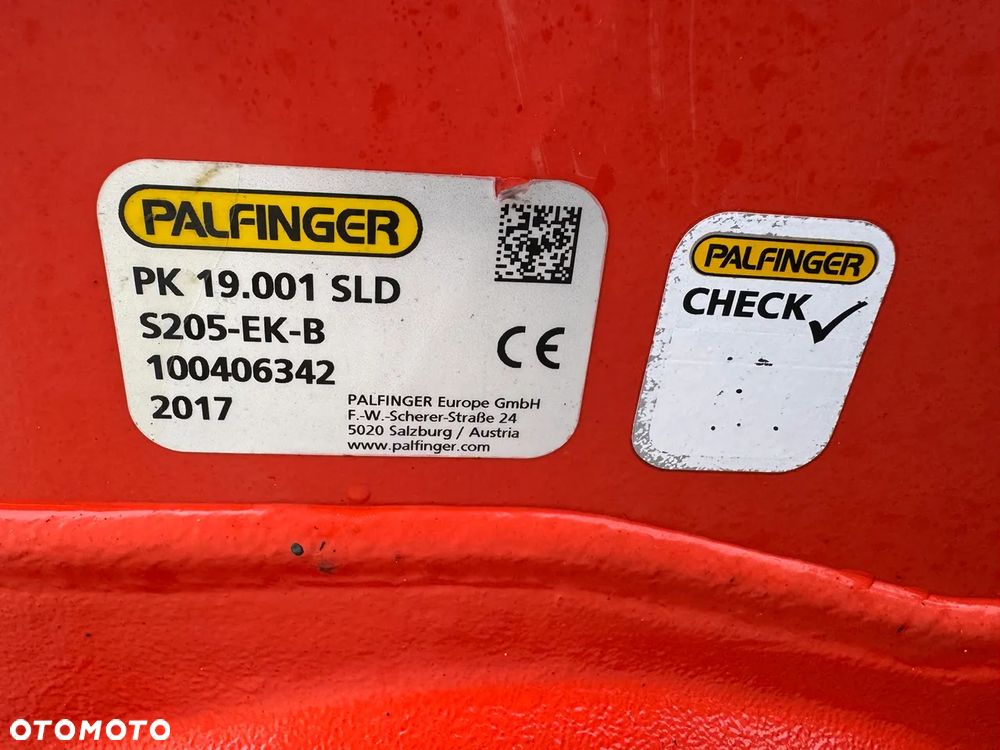 PALFINGER
PK 19.001 SLD
S205-EK-B
100406342
2017
CE
PALFINGER Europe GmbH
F.-W.-Scherer-Straße 24
5020 Salzburg / Austria
www.palfinger.com
PALFINGER
CHECK
OTOMOTO